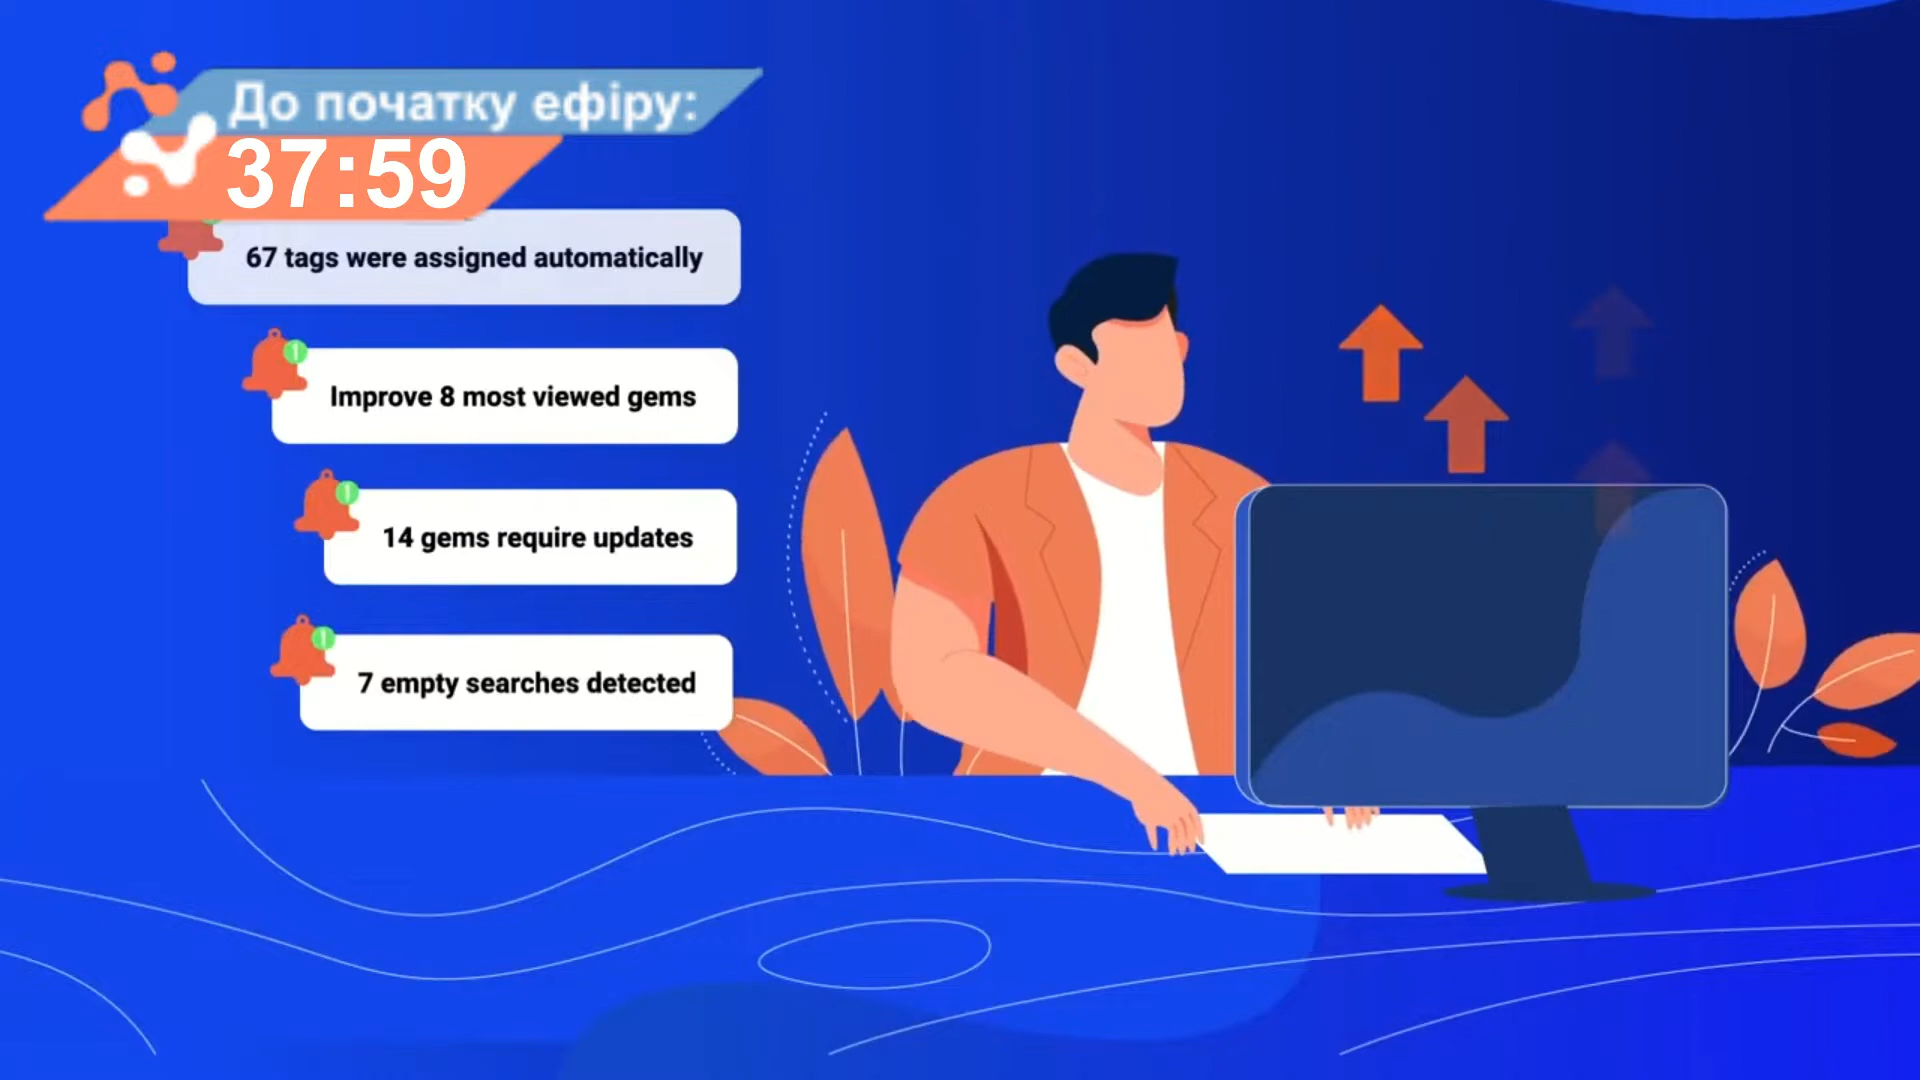 До початку ефіру:
37:59
67 tags were assigned automatically
Improve 8 most viewed gems
14 gems require updates
7 empty searches detected